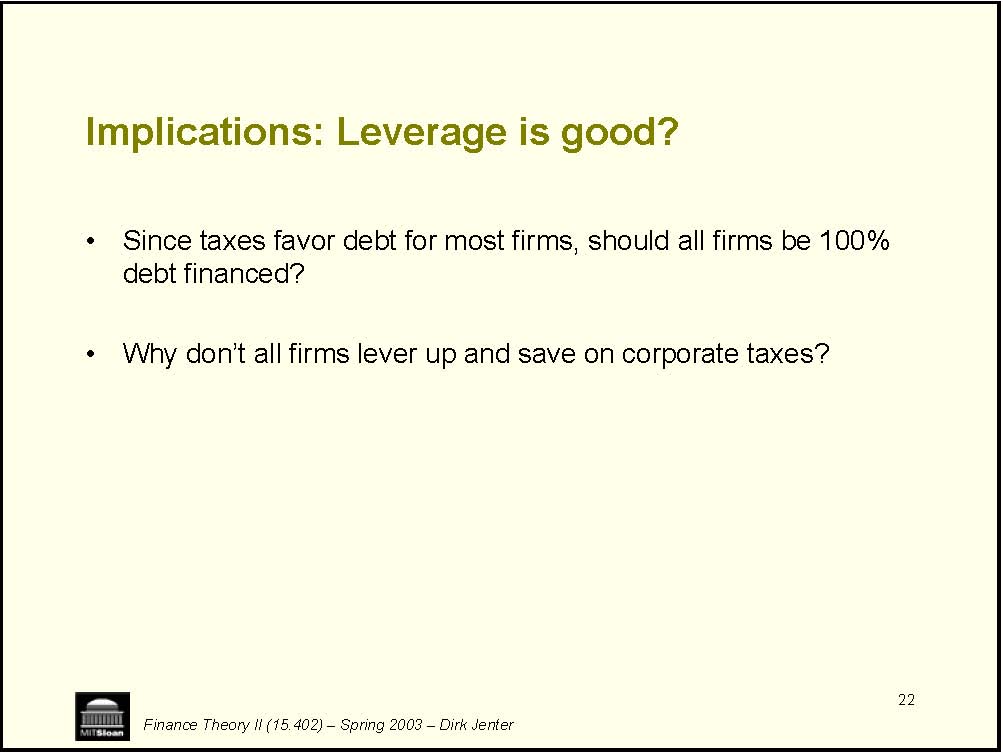 Implications: Leverage is good?
• Since taxes favor debt for most firms, should all firms be 100%
debt financed?
• Why don’t all firms lever up and save on corporate taxes?
22
MITSloan
Finance Theory II (15.402) – Spring 2003 – Dirk Jenter